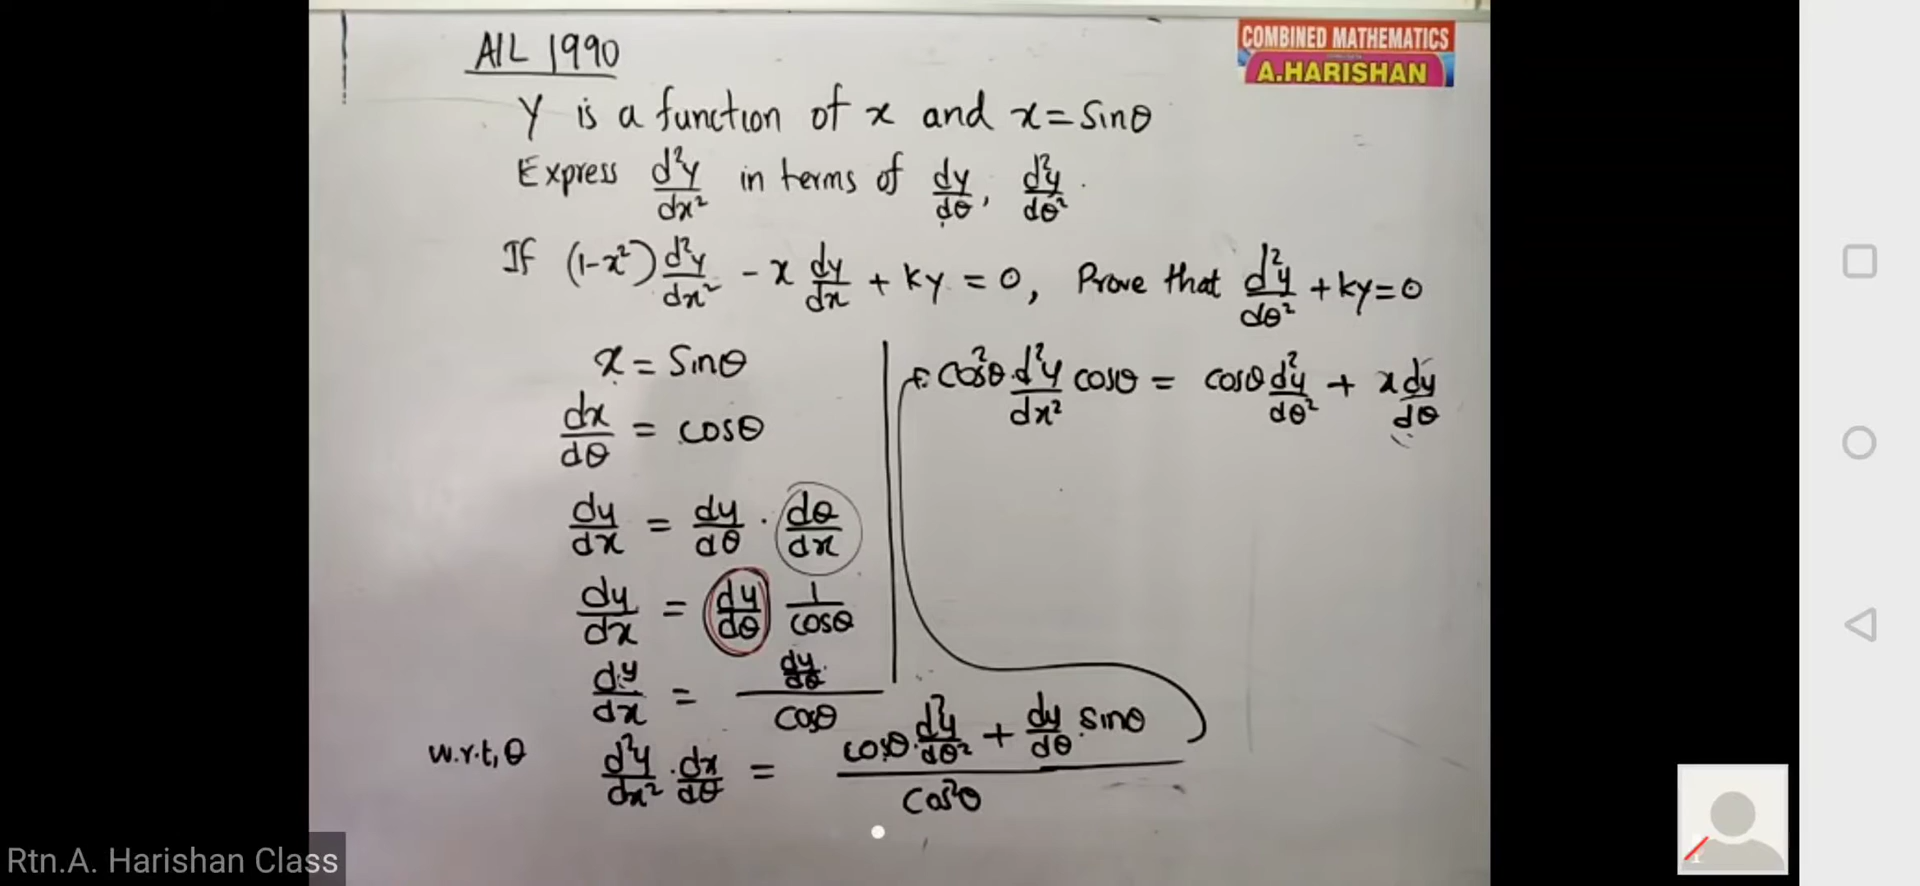 A/L 1990
COMBINED MATHEMATICS
A.HARISHAN
Y is a function of x and x = Sinθ
Express d²y/dx² in terms of dy/dθ, d²y/dθ².
If (1-x²) d²y/dx² - x dy/dx + ky = 0, Prove that d²y/dθ² + ky = 0
x = Sinθ
dx/dθ = cosθ
dy/dx = dy/dθ · dθ/dx
dy/dx = dy/dθ 1/cosθ
dy/dx = dy/dθ / cosθ
w.r.t, θ d²y/dx² · dx/dθ = (cosθ · d²y/dθ² + dy/dθ · sinθ) / cos²θ
cos²θ · d²y/dx² cosθ = cosθ d²y/dθ² + x dy/dθ
Rtn.A. Harishan Class